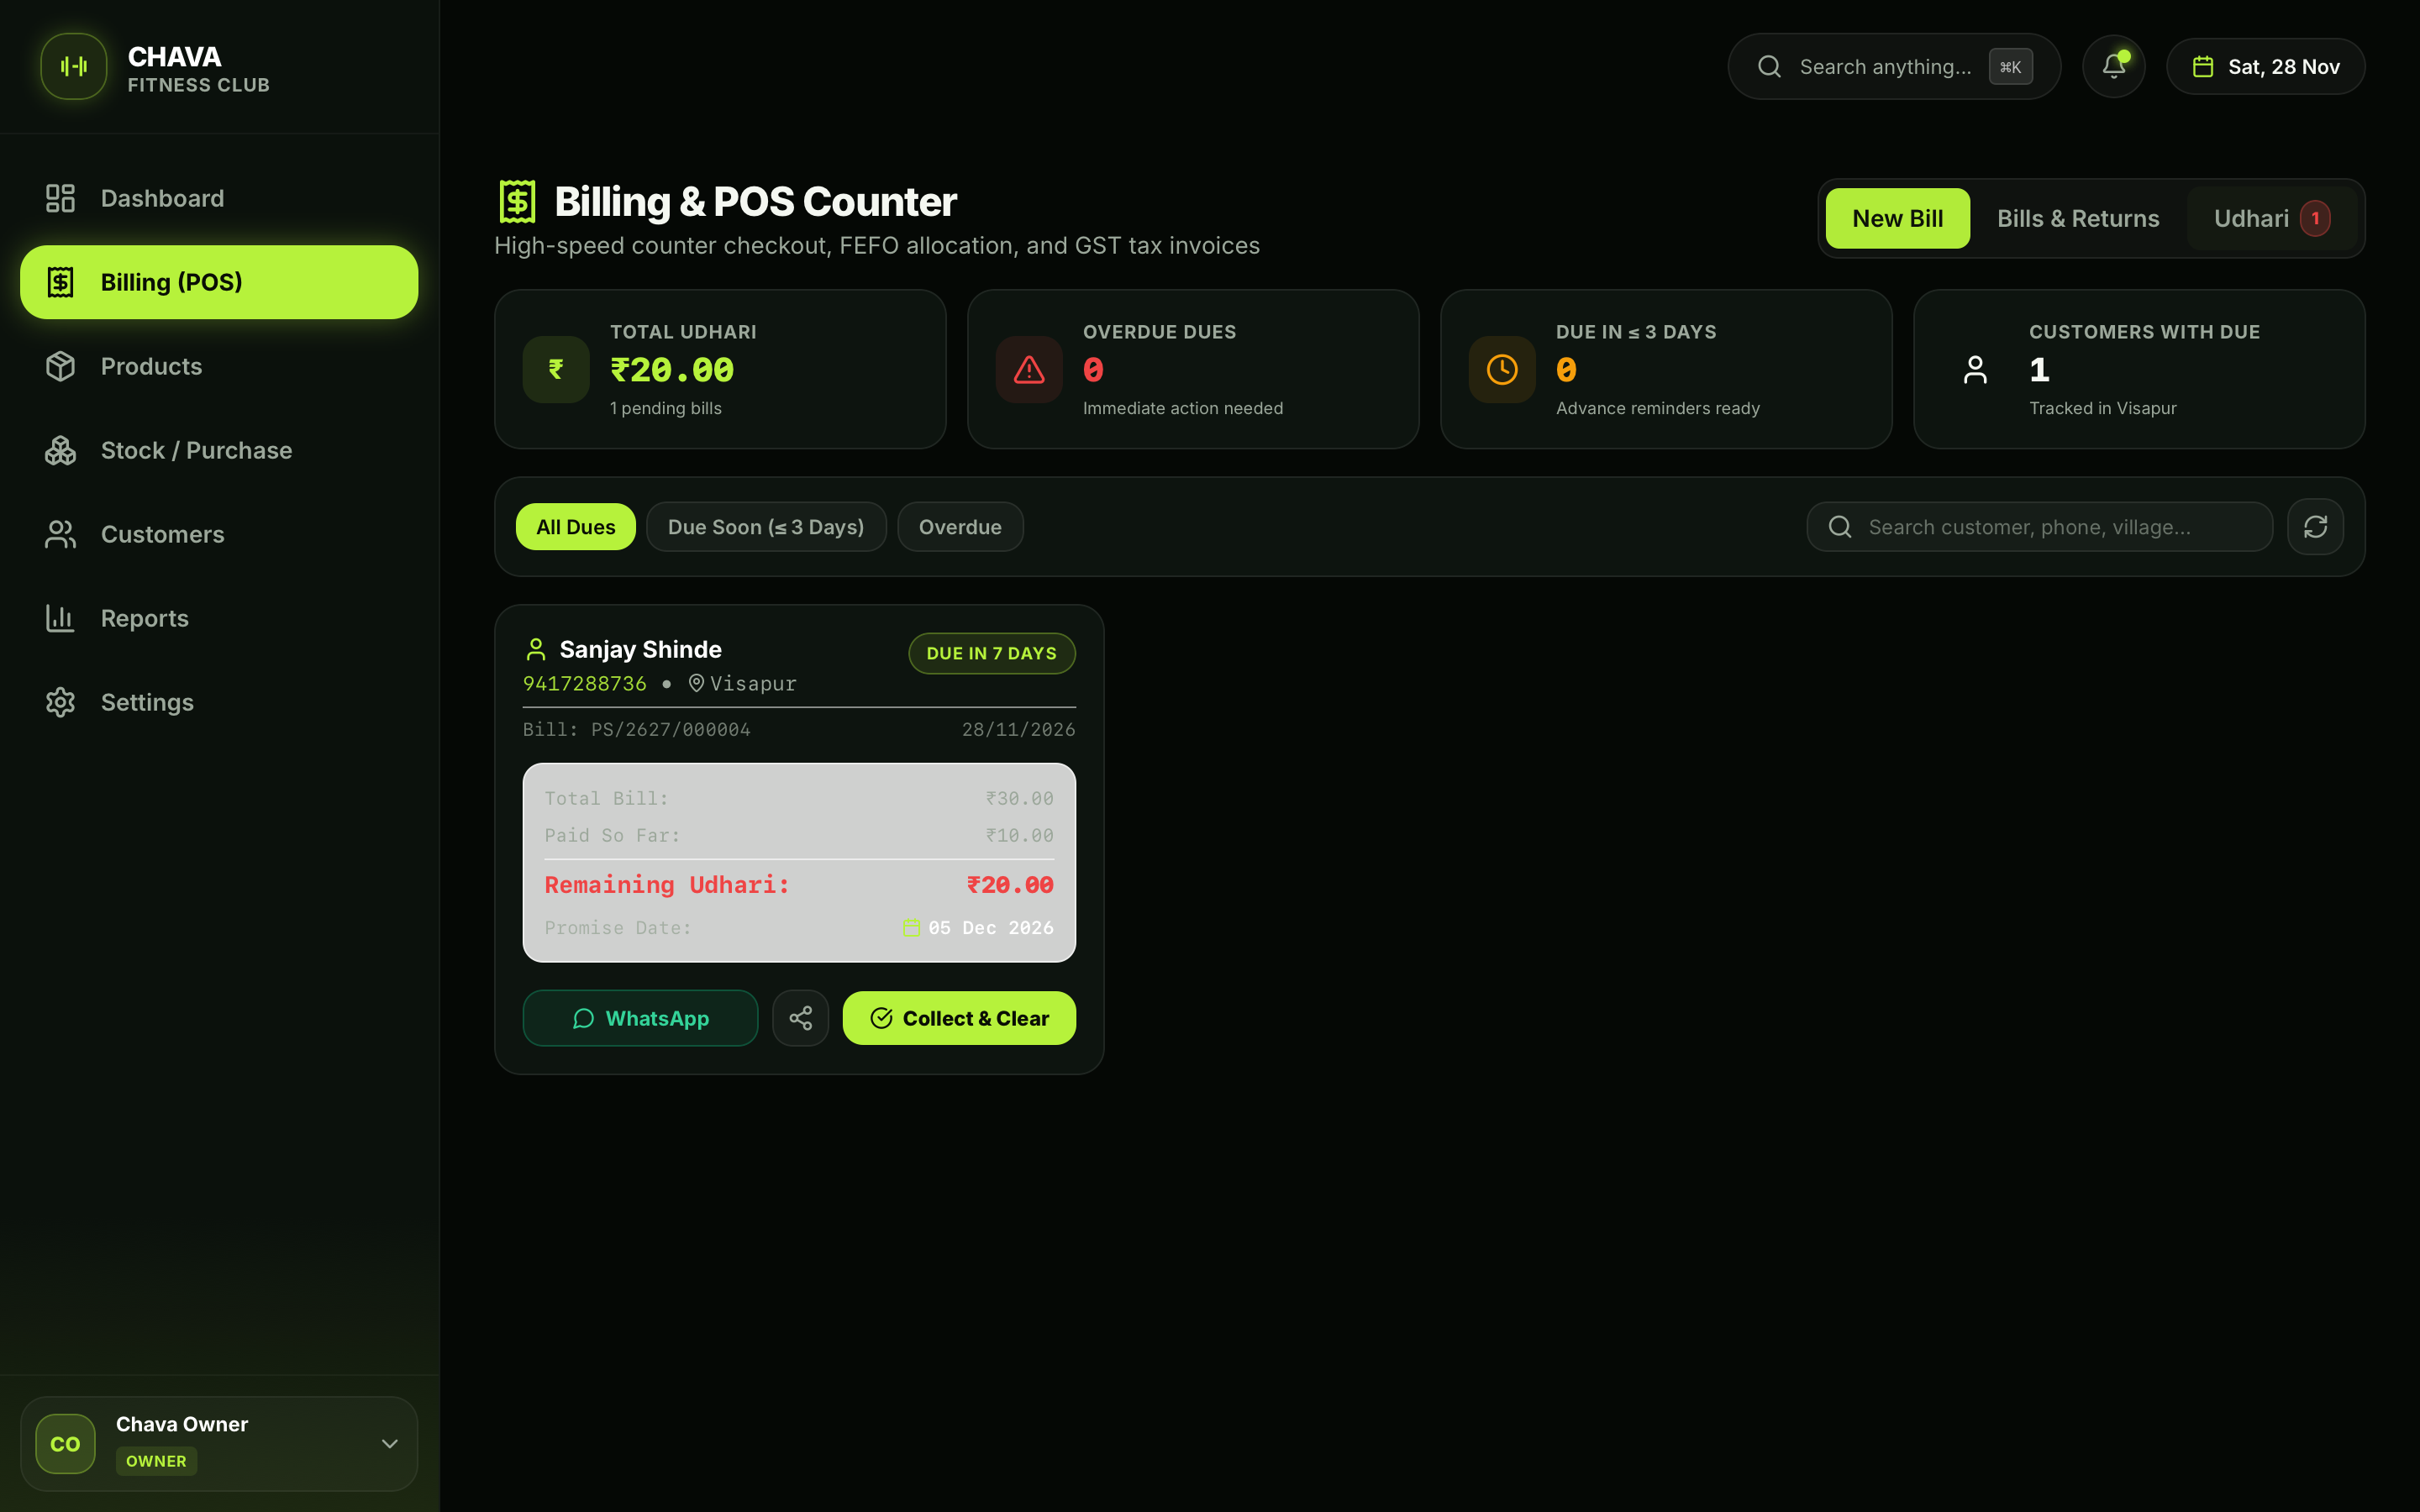 CHAVA
FITNESS CLUB
Search anything...
⌘K
Sat, 28 Nov
Dashboard
Billing (POS)
Products
Stock / Purchase
Customers
Reports
Settings
Billing & POS Counter
High-speed counter checkout, FEFO allocation, and GST tax invoices
New Bill
Bills & Returns
Udhari 1
₹
TOTAL UDHARI
₹20.00
1 pending bills
OVERDUE DUES
0
Immediate action needed
DUE IN ≤ 3 DAYS
0
Advance reminders ready
CUSTOMERS WITH DUE
1
Tracked in Visapur
All Dues
Due Soon (≤ 3 Days)
Overdue
Search customer, phone, village...
Sanjay Shinde
DUE IN 7 DAYS
9417288736 • Visapur
Bill: PS/2627/000004 28/11/2026
Total Bill: ₹30.00
Paid So Far: ₹10.00
Remaining Udhari: ₹20.00
Promise Date: 05 Dec 2026
WhatsApp
Collect & Clear
CO
Chava Owner
OWNER